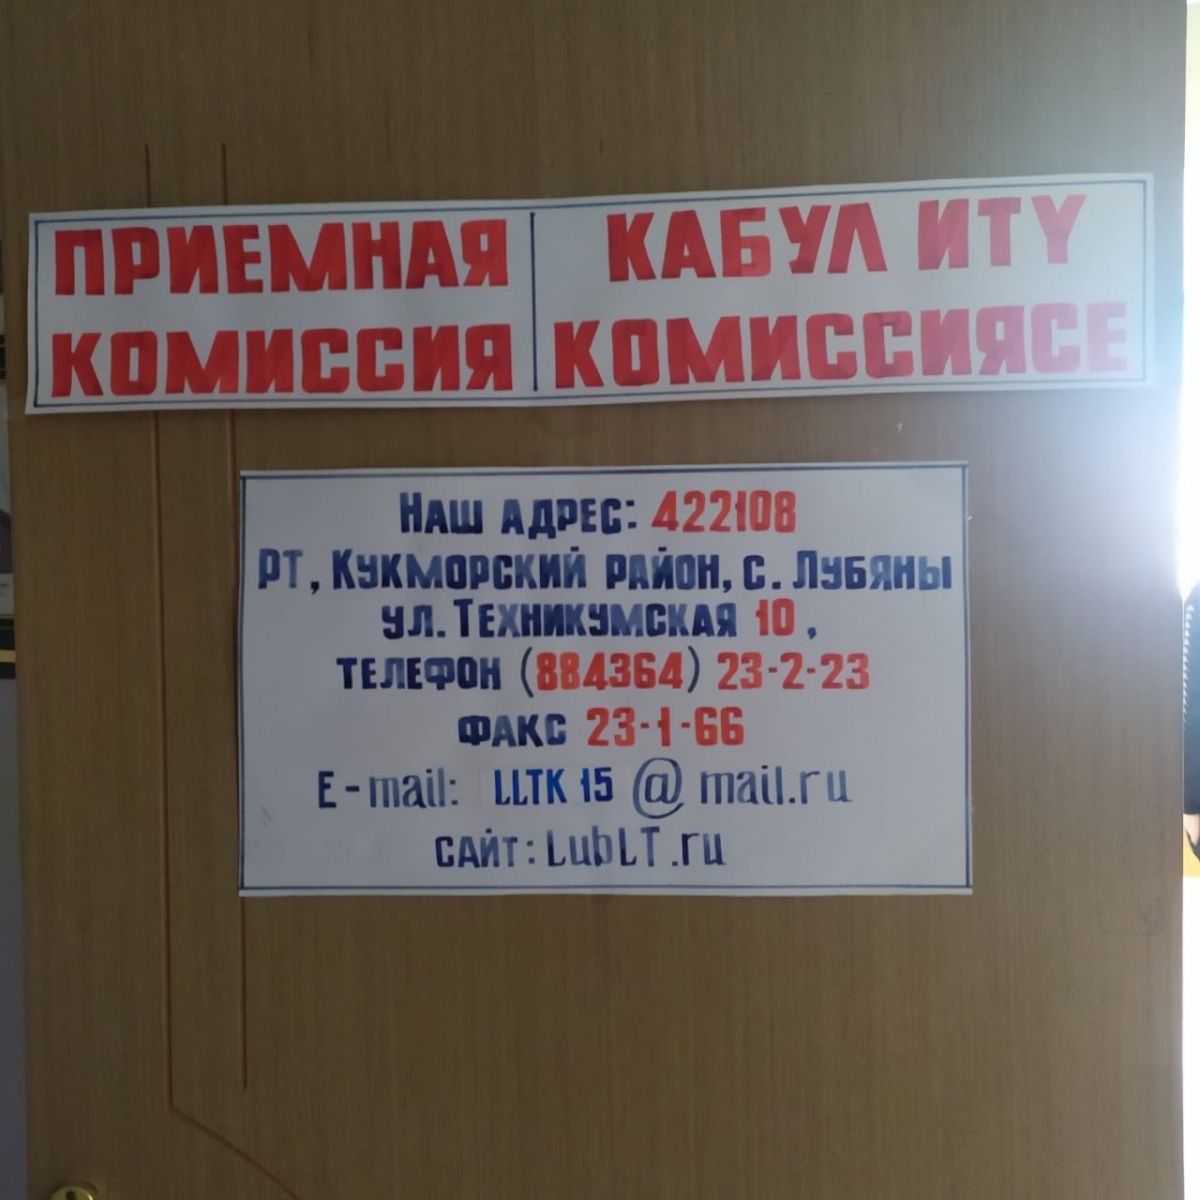 ПРИЕМНАЯ
КОМИССИЯ
КАБУЛ ИТҮ
КОМИССИЯСЕ
НАШ АДРЕС: 422108
РТ, КУКМОРСКИЙ РАЙОН, С. ЛУБЯНЫ
УЛ. ТЕХНИКУМСКАЯ 10,
ТЕЛЕФОН (884364) 23-2-23
ФАКС 23-1-66
E-mail: LLTK 15 @ mail.ru
САЙТ: LubLT.ru